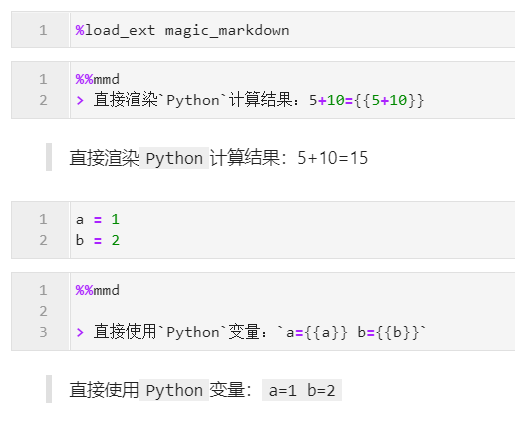 1 %load_ext magic_markdown
1 %%mmd
2 > 直接渲染`Python`计算结果：5+10={{5+10}}
直接渲染 Python 计算结果：5+10=15
1 a = 1
2 b = 2
1 %%mmd
2
3 > 直接使用`Python`变量：`a={{a}} b={{b}}`
直接使用 Python 变量： a=1 b=2